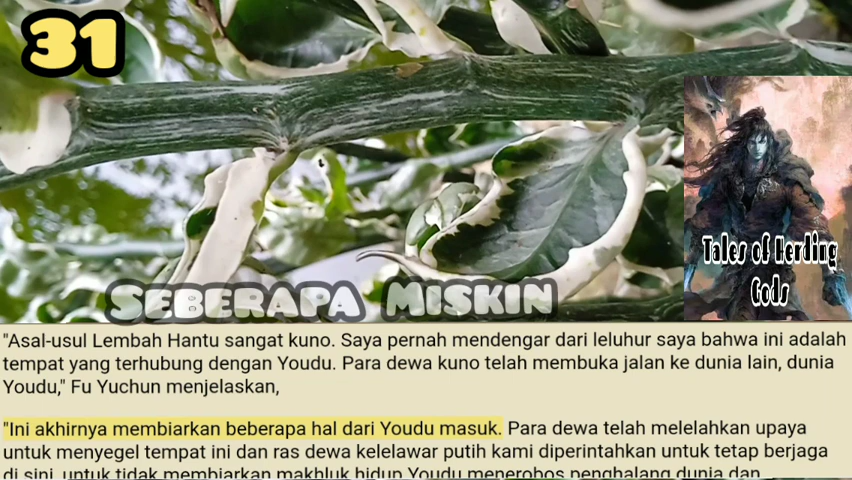 31
Tales of Herding
Gods
SEBERAPA MISKIN
"Asal-usul Lembah Hantu sangat kuno. Saya pernah mendengar dari leluhur saya bahwa ini adalah
tempat yang terhubung dengan Youdu. Para dewa kuno telah membuka jalan ke dunia lain, dunia
Youdu," Fu Yuchun menjelaskan,
"Ini akhirnya membiarkan beberapa hal dari Youdu masuk. Para dewa telah melelahkan upaya
untuk menyegel tempat ini dan ras dewa kelelawar putih kami diperintahkan untuk tetap berjaga
di sini, untuk tidak membiarkan makhluk hidup Youdu menerobos penghalang dunia dan